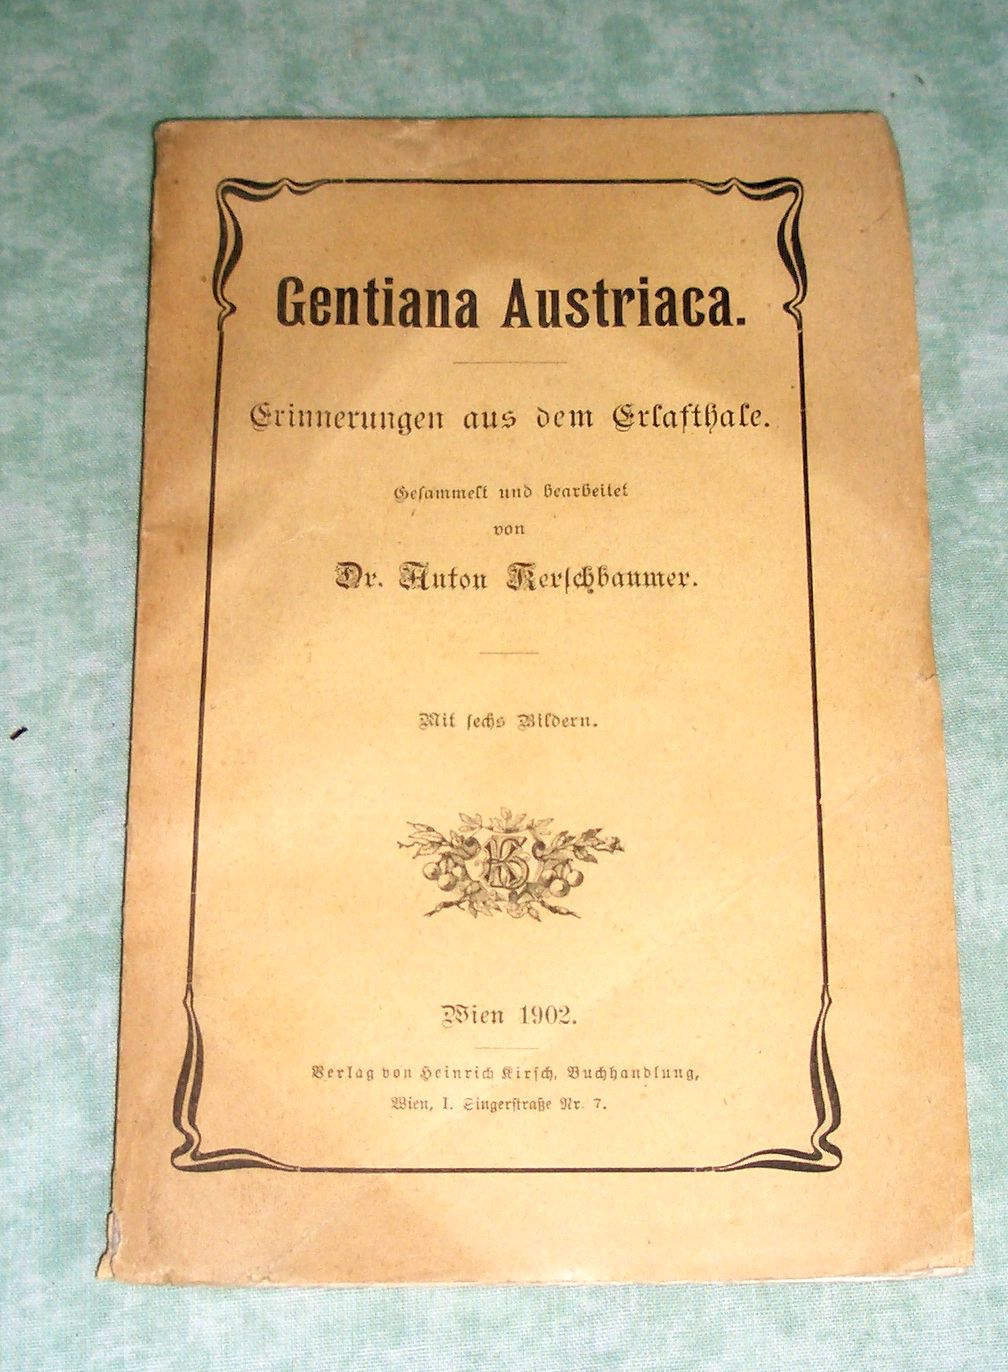 Gentiana Austriaca.
Erinnerungen aus dem Erlafthale.
Gesammelt und bearbeitet
von
Dr. Anton Kerschbaumer.
Mit sechs Bildern.
Wien 1902.
Verlag von Heinrich Kirsch, Buchhandlung,
Wien, I. Singerstraße Nr. 7.